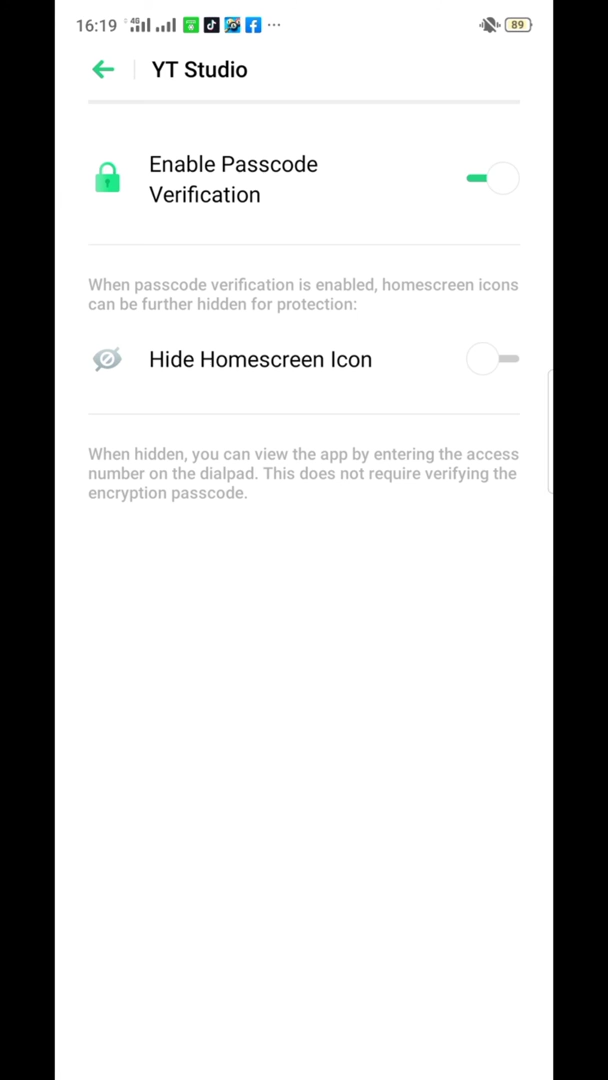 16:19 4G 89
YT Studio
Enable Passcode
Verification
When passcode verification is enabled, homescreen icons
can be further hidden for protection:
Hide Homescreen Icon
When hidden, you can view the app by entering the access
number on the dialpad. This does not require verifying the
encryption passcode.